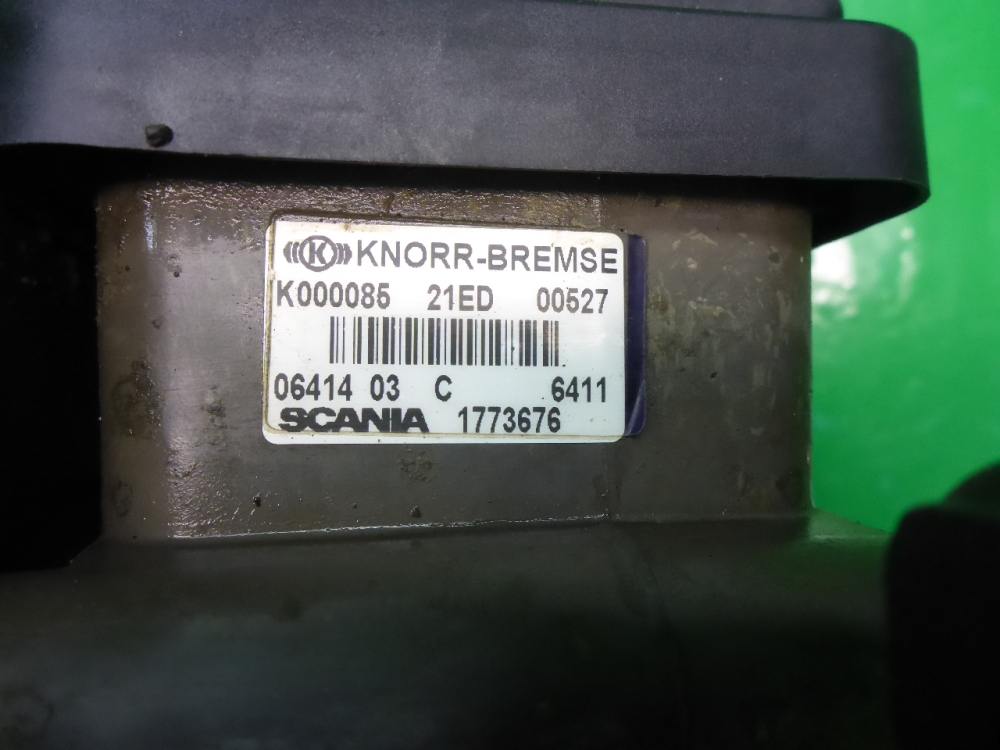 K KNORR-BREMSE
K000085 21ED 00527
06414 03 C 6411
SCANIA 1773676